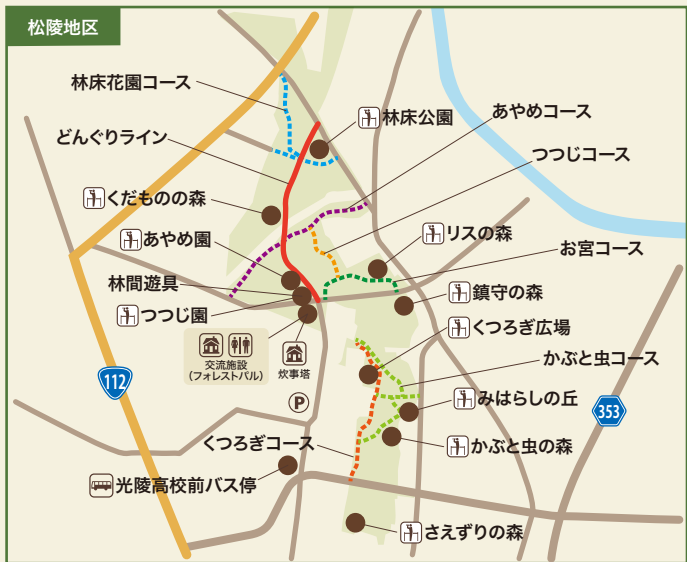 松陵地区
林床花園コース
林床公園
あやめコース
どんぐりライン
つつじコース
くだものの森
リスの森
あやめ園
お宮コース
林間遊具
鎮守の森
つつじ園
くつろぎ広場
交流施設
(フォレストパル)
炊事塔
かぶと虫コース
112
みはらしの丘
353
P
くつろぎコース
かぶと虫の森
光陵高校前バス停
さえずりの森